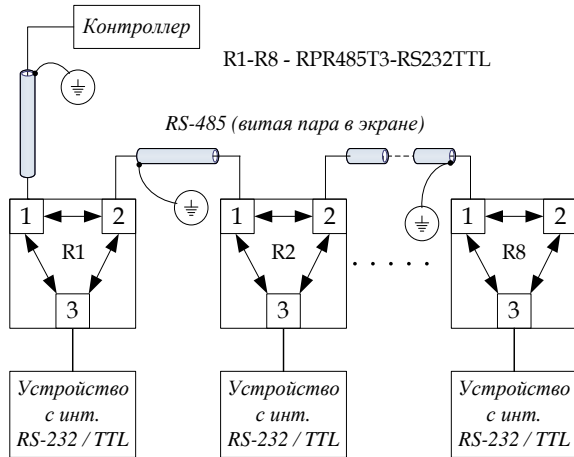 Контроллер
R1-R8 - RPR485T3-RS232TTL
RS-485 (витая пара в экране)
1 2
R1
3
1 2
R2
3
. . . . .
1 2
R8
3
Устройство
с инт.
RS-232 / TTL
Устройство
с инт.
RS-232 / TTL
Устройство
с инт.
RS-232 / TTL